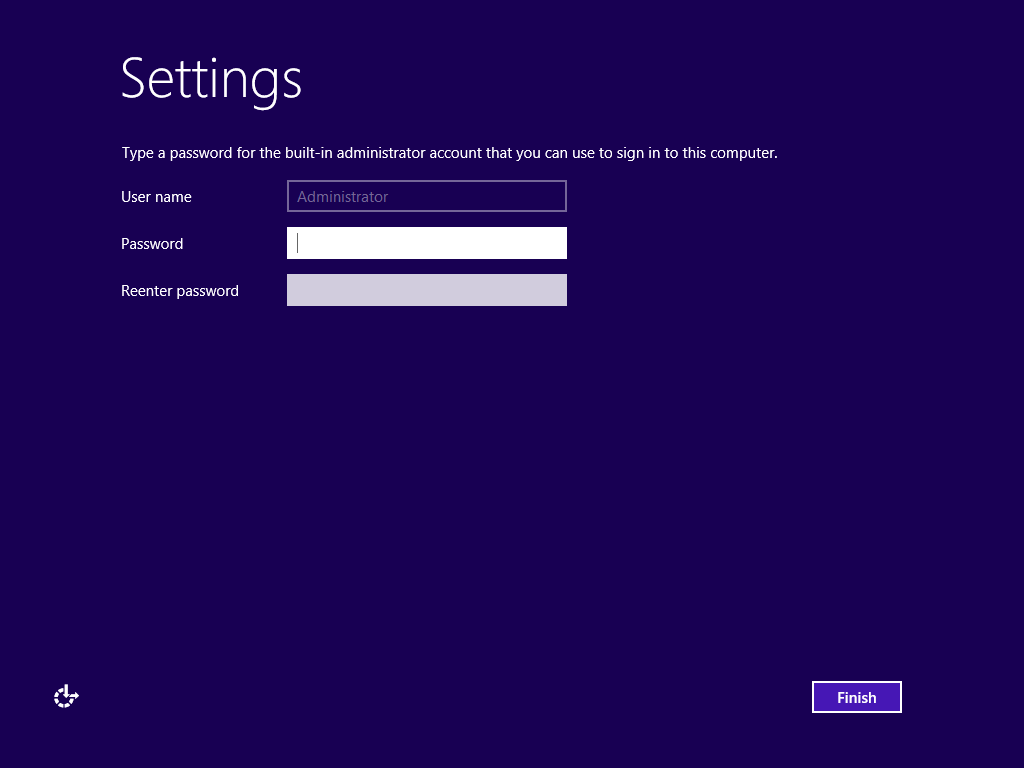 Settings
Type a password for the built-in administrator account that you can use to sign in to this computer.
User name
Administrator
Password
Reenter password
Finish